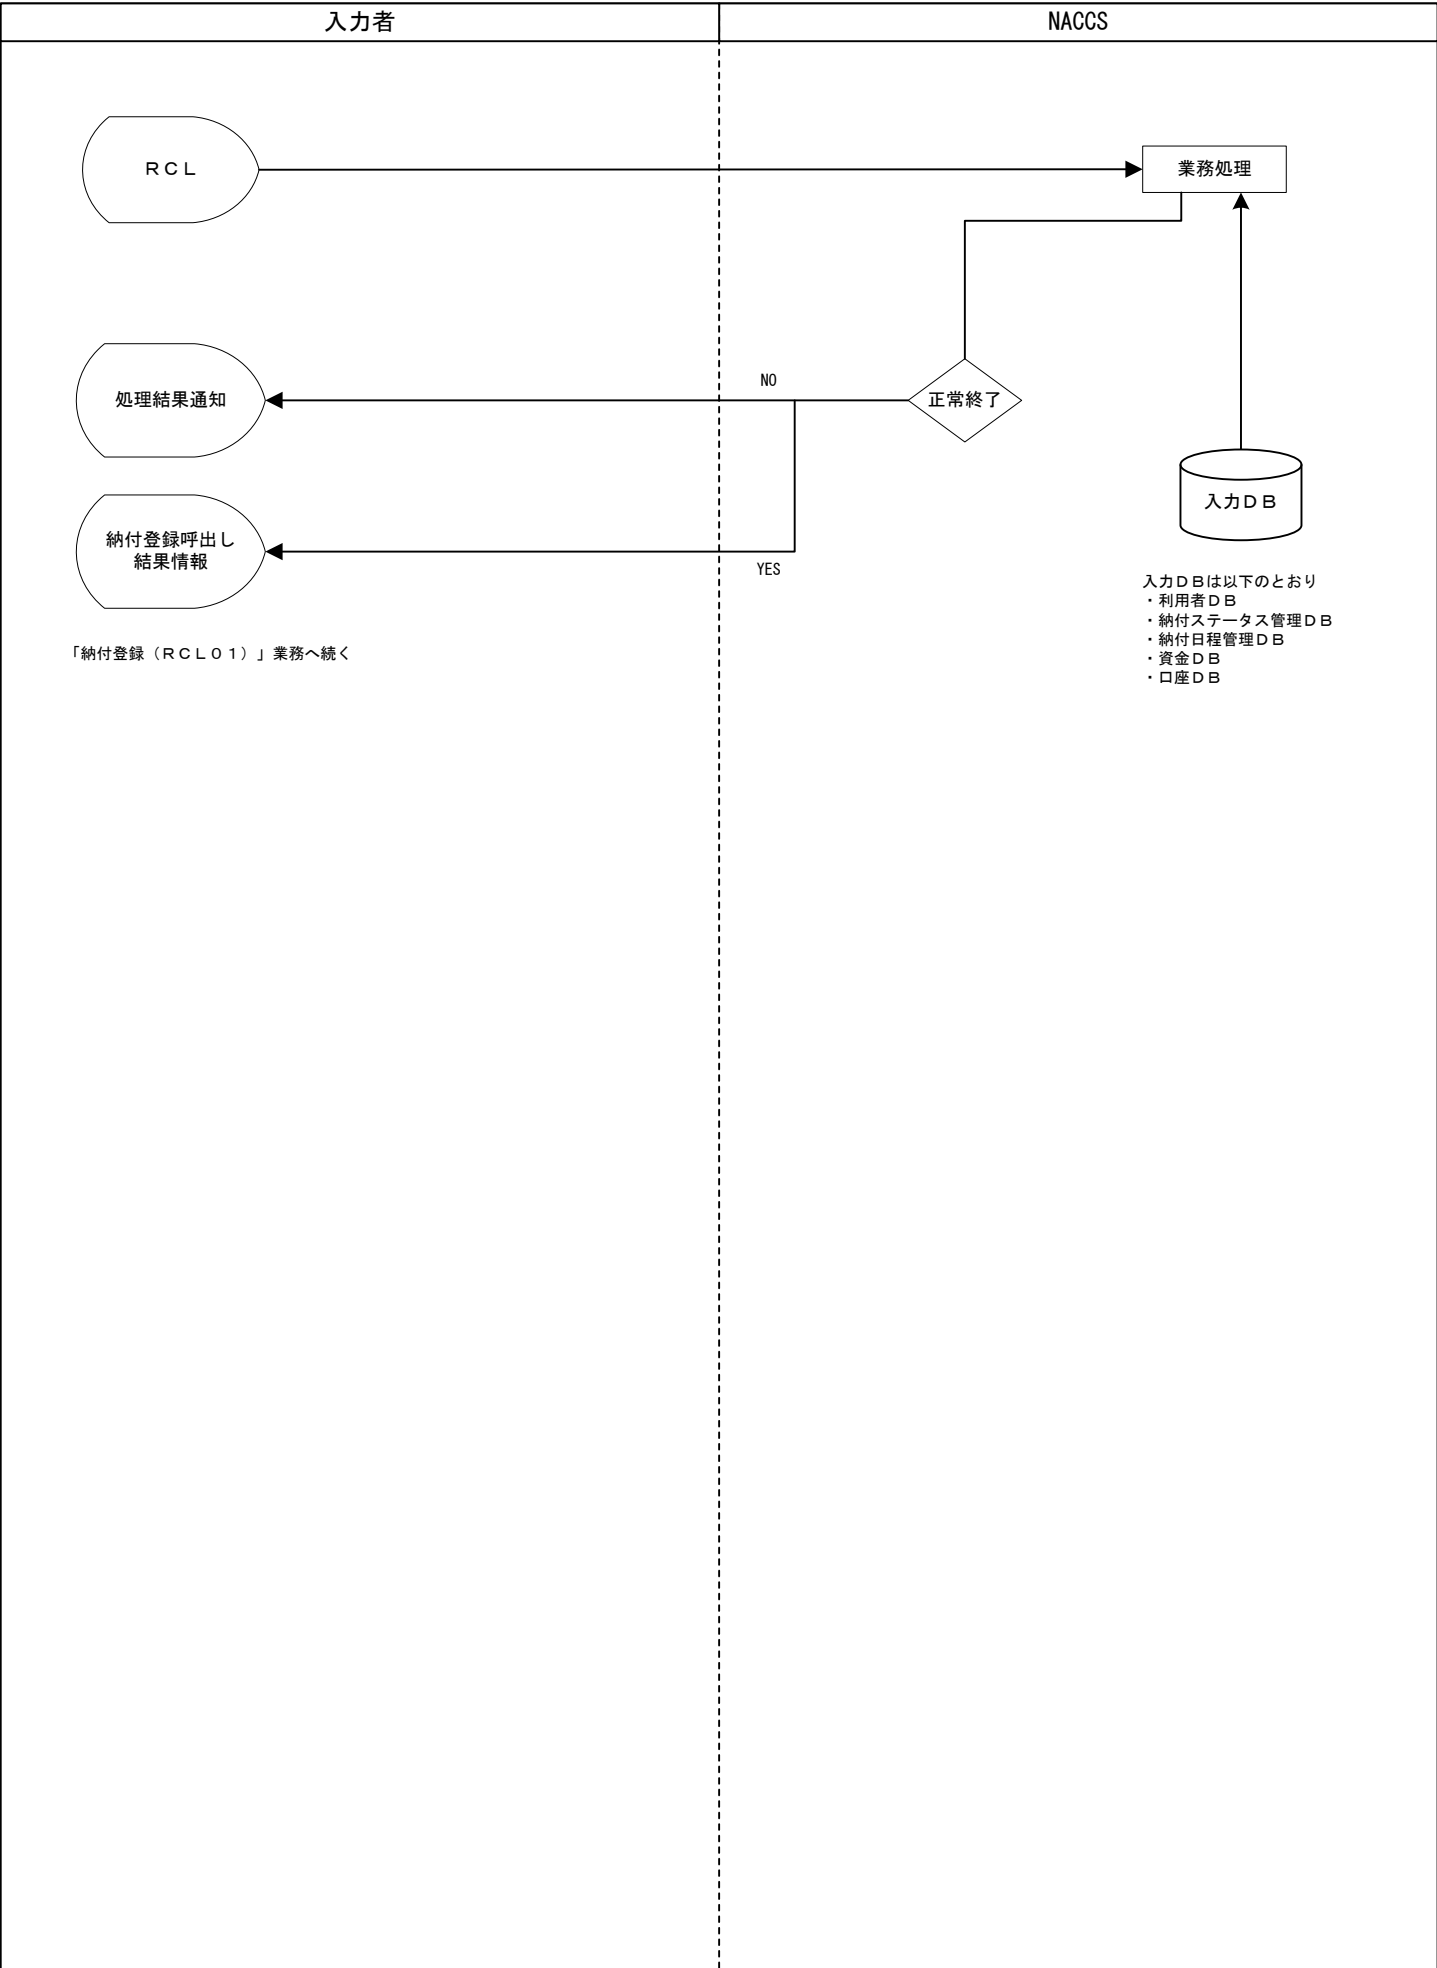 入力者
NACCS
ＲＣＬ
業務処理
処理結果通知
NO
正常終了
入力ＤＢ
納付登録呼出し
結果情報
YES
「納付登録（ＲＣＬ０１）」業務へ続く
入力ＤＢは以下のとおり
・利用者ＤＢ
・納付ステータス管理ＤＢ
・納付日程管理ＤＢ
・資金ＤＢ
・口座ＤＢ